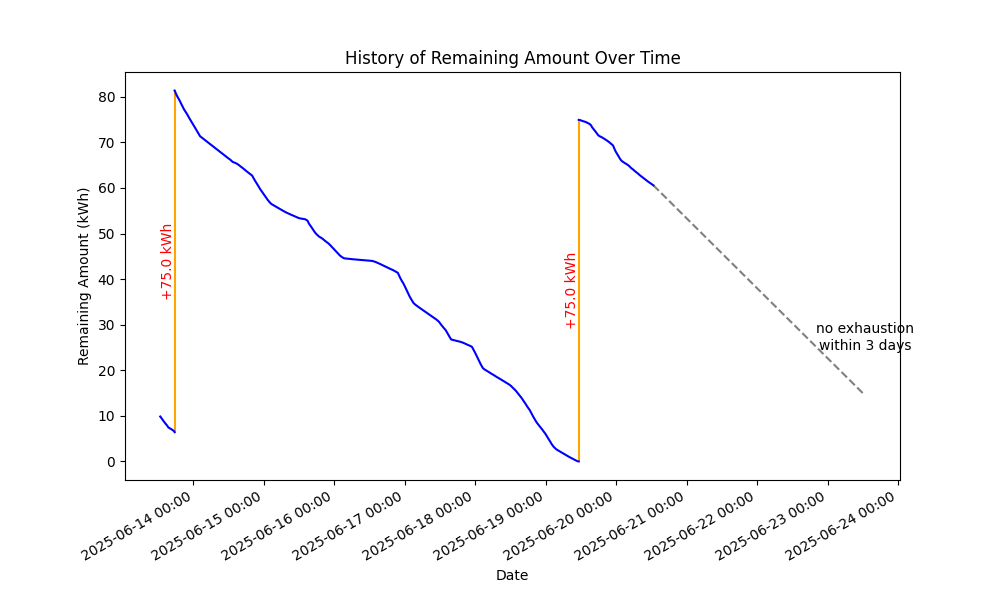 History of Remaining Amount Over Time
Remaining Amount (kWh)
80
70
60
50
40
30
20
10
0
+75.0 kWh
+75.0 kWh
no exhaustion
within 3 days
2025-06-14 00:00
2025-06-15 00:00
2025-06-16 00:00
2025-06-17 00:00
2025-06-18 00:00
2025-06-19 00:00
2025-06-20 00:00
2025-06-21 00:00
2025-06-22 00:00
2025-06-23 00:00
2025-06-24 00:00
Date